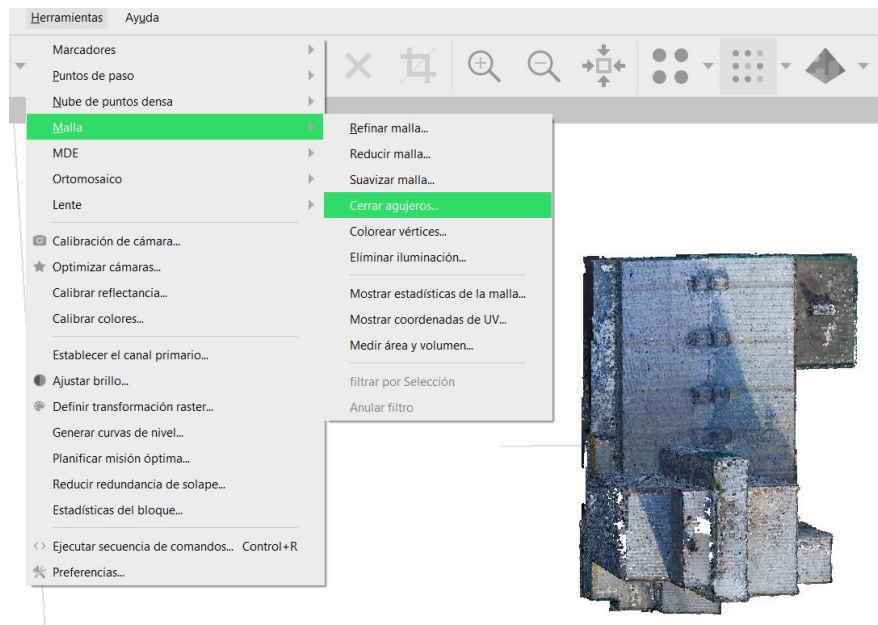 Herramientas Ayuda
Marcadores
Puntos de paso
Nube de puntos densa
Malla
MDE
Ortomosaico
Lente
Calibración de cámara...
Optimizar cámaras...
Calibrar reflectancia...
Calibrar colores...
Establecer el canal primario...
Ajustar brillo...
Definir transformación raster...
Generar curvas de nivel...
Planificar misión óptima...
Reducir redundancia de solape...
Estadísticas del bloque...
Ejecutar secuencia de comandos... Control+R
Preferencias...
Refinar malla...
Reducir malla...
Suavizar malla...
Cerrar agujeros...
Colorear vértices...
Eliminar iluminación...
Mostrar estadísticas de la malla...
Mostrar coordenadas de UV...
Medir área y volumen...
filtrar por Selección
Anular filtro